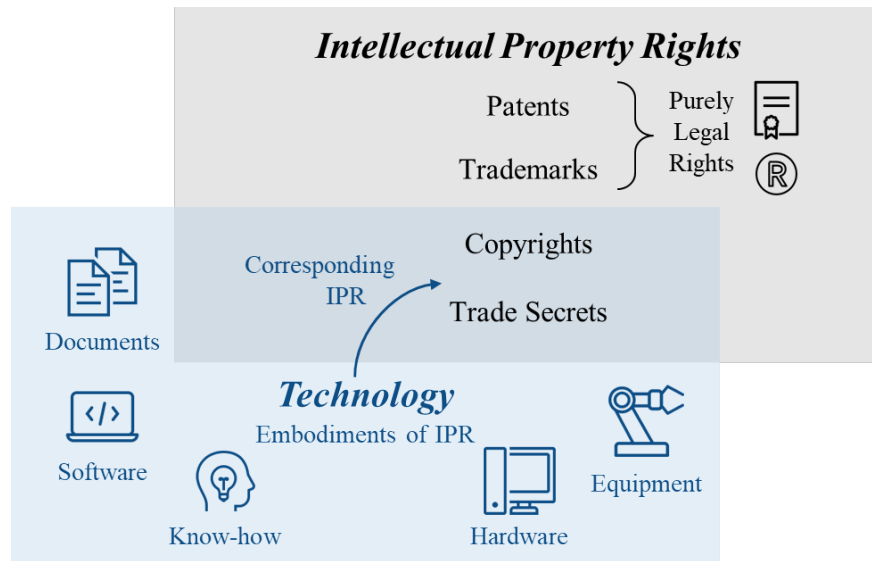 Intellectual Property Rights
Patents
Trademarks
Purely
Legal
Rights
®
Copyrights
Trade Secrets
Corresponding
IPR
Documents
Technology
Embodiments of IPR
</>
Software
Know-how
Hardware
Equipment